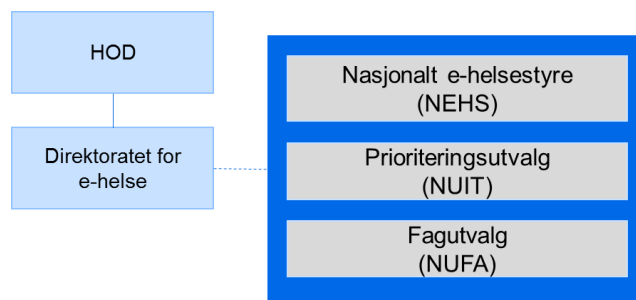 HOD
Direktoratet for
e-helse
Nasjonalt e-helsestyre
(NEHS)
Prioriteringsutvalg
(NUIT)
Fagutvalg
(NUFA)